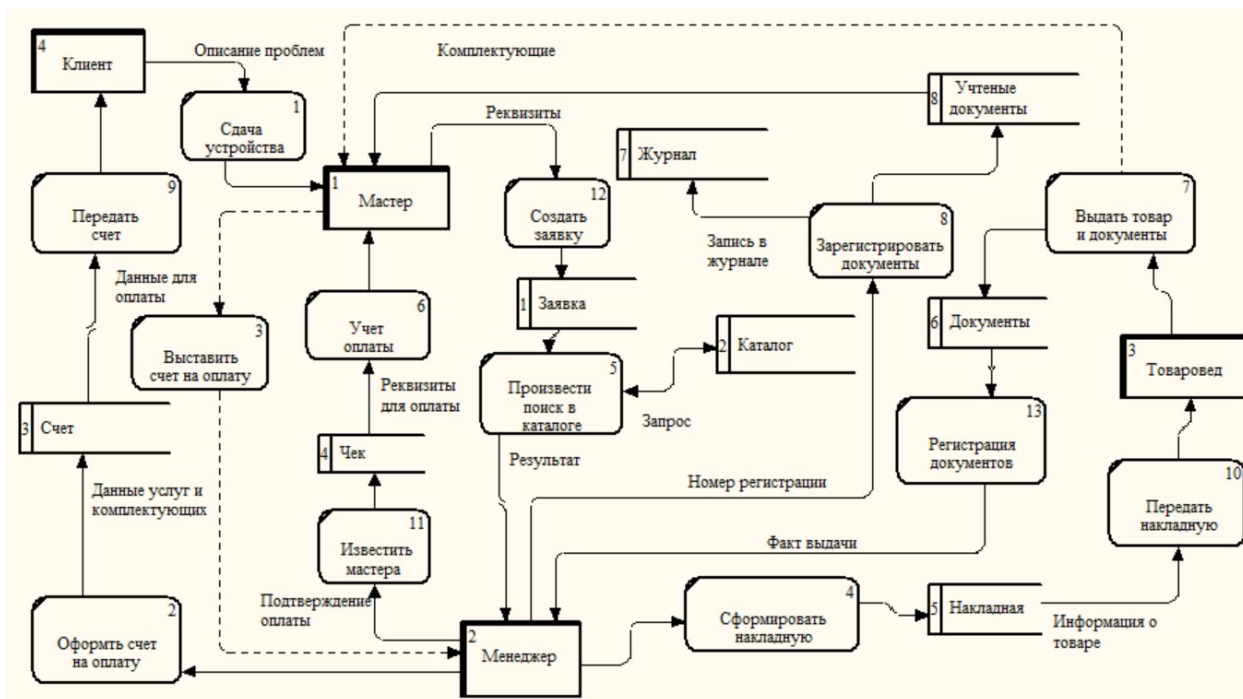 4
Клиент
Описание проблем
Комплектующие
1
Сдача
устройства
Реквизиты
8
Учтеные
документы
7
Журнал
9
Передать
счет
1
Мастер
12
Создать
заявку
8
Зарегистрировать
документы
7
Выдать товар
и документы
Запись в
журнале
Данные для
оплаты
1
Заявка
6
Документы
3
Выставить
счет на оплату
6
Учет
оплаты
2
Каталог
3
Товаровед
5
Произвести
поиск в
каталоге
Реквизиты
для оплаты
Запрос
3
Счет
13
Регистрация
документов
4
Чек
Результат
Номер регистрации
10
Передать
накладную
Данные услуг и
комплектующих
11
Известить
мастера
Факт выдачи
Подтверждение
оплаты
2
Оформть счет
на оплату
4
Сформировать
накладную
5
Накладная
Информация о
товаре
2
Менеджер